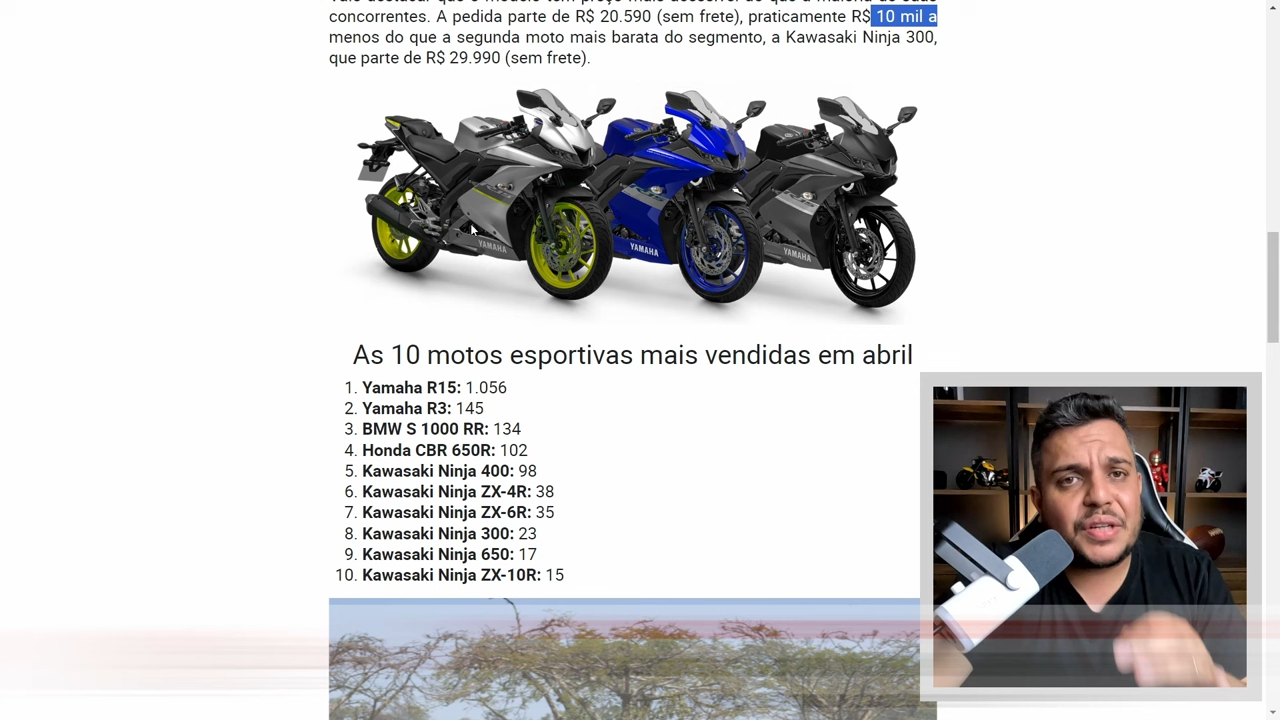 concorrentes. A pedida parte de R$ 20.590 (sem frete), praticamente R$ 10 mil a
menos do que a segunda moto mais barata do segmento, a Kawasaki Ninja 300,
que parte de R$ 29.990 (sem frete).
YAMAHA
YAMAHA
YAMAHA
As 10 motos esportivas mais vendidas em abril
1. Yamaha R15: 1.056
2. Yamaha R3: 145
3. BMW S 1000 RR: 134
4. Honda CBR 650R: 102
5. Kawasaki Ninja 400: 98
6. Kawasaki Ninja ZX-4R: 38
7. Kawasaki Ninja ZX-6R: 35
8. Kawasaki Ninja 300: 23
9. Kawasaki Ninja 650: 17
10. Kawasaki Ninja ZX-10R: 15